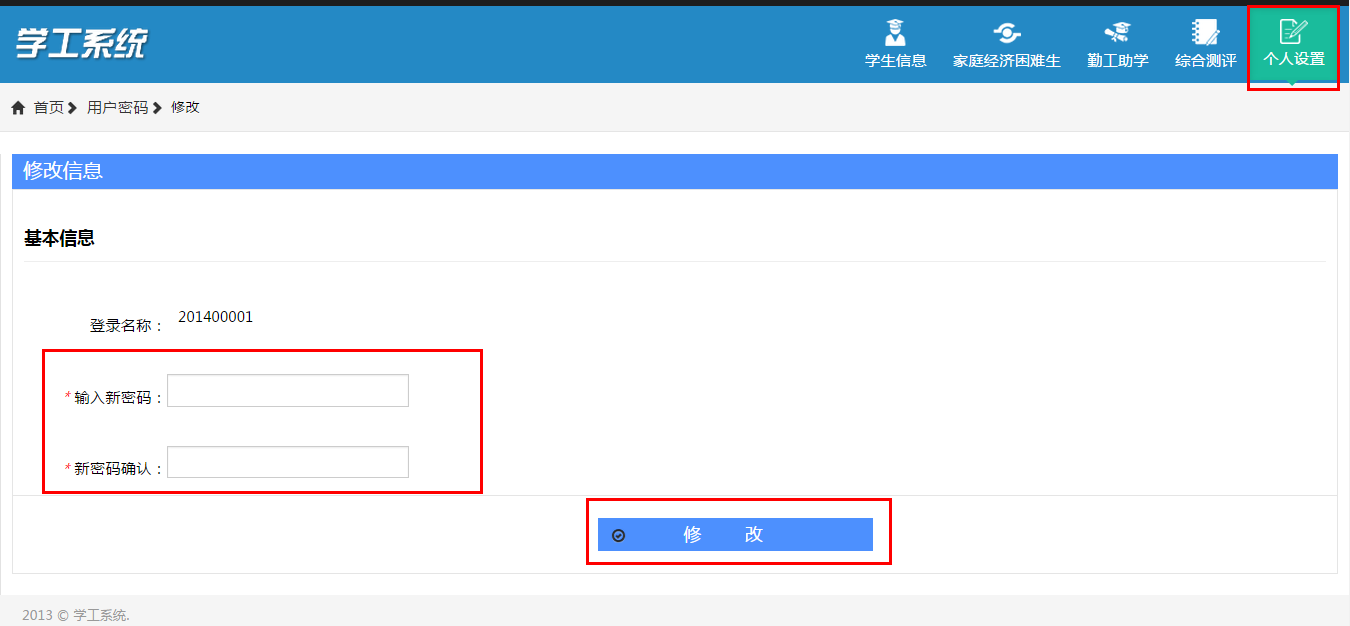 学工系统
学生信息 家庭经济困难生 勤工助学 综合测评 个人设置
首页 用户密码 修改
修改信息
基本信息
登录名称： 201400001
*输入新密码：
*新密码确认：
修 改
2013 © 学工系统.